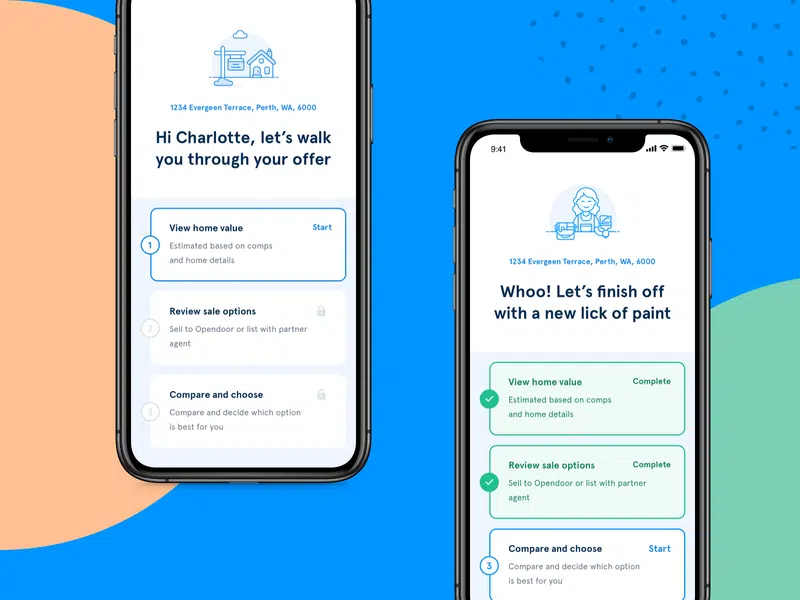 1234 Evergeen Terrace, Perth, WA, 6000
Hi Charlotte, let's walk
you through your offer
View home value
Start
1
Estimated based on comps
and home details
Review sale options
2
Sell to Opendoor or list with partner
agent
Compare and choose
3
Compare and decide which option
is best for you
9:41
1234 Evergeen Terrace, Perth, WA, 6000
Whoo! Let's finish off
with a new lick of paint
View home value
Complete
Estimated based on comps
and home details
Review sale options
Complete
Sell to Opendoor or list with partner
agent
Compare and choose
Start
3
Compare and decide which option
is best for you